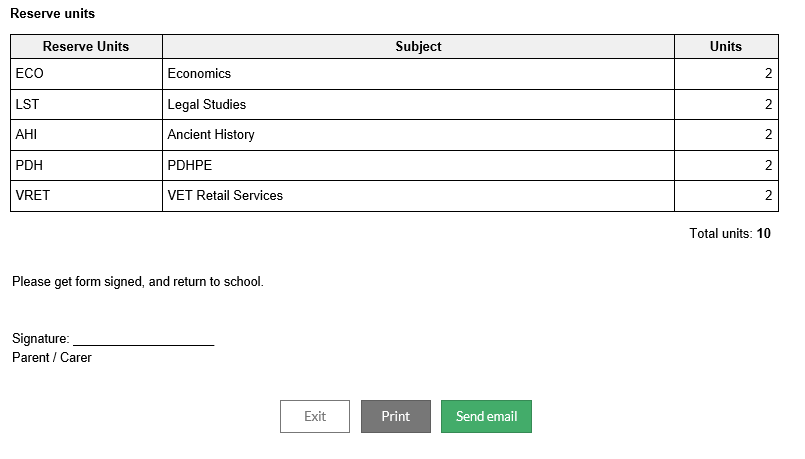 Reserve units
Reserve Units Subject Units
ECO Economics 2
LST Legal Studies 2
AHI Ancient History 2
PDH PDHPE 2
VRET VET Retail Services 2
Total units: 10
Please get form signed, and return to school.
Signature: ____________________
Parent / Carer
Exit Print Send email